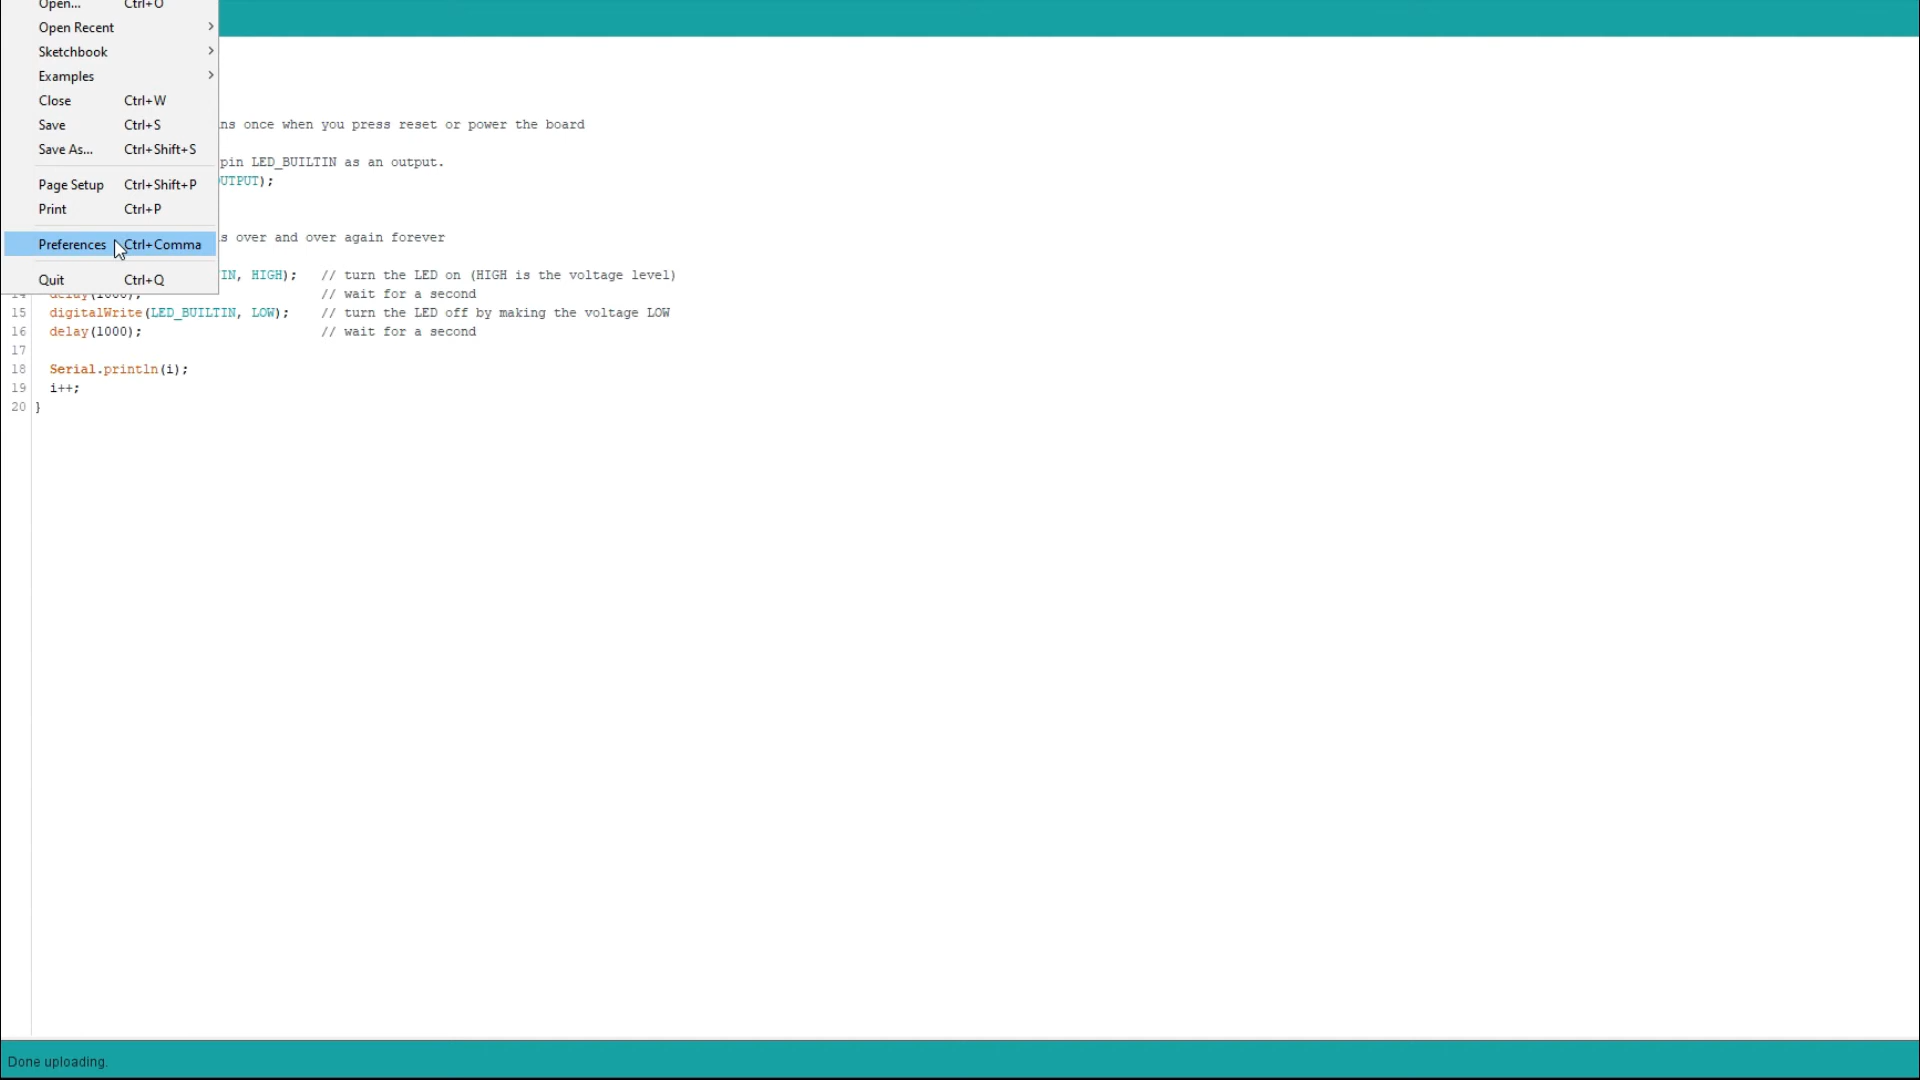 Open... Ctrl+O
Open Recent >
Sketchbook >
Examples >
Close Ctrl+W
Save Ctrl+S
Save As... Ctrl+Shift+S
Page Setup Ctrl+Shift+P
Print Ctrl+P
Preferences Ctrl+Comma
Quit Ctrl+Q
ns once when you press reset or power the board
pin LED_BUILTIN as an output.
UTPUT);
s over and over again forever
IN, HIGH); // turn the LED on (HIGH is the voltage level)
14 delay(1000); // wait for a second
15 digitalWrite(LED_BUILTIN, LOW); // turn the LED off by making the voltage LOW
16 delay(1000); // wait for a second
17
18 Serial.println(i);
19 i++;
20 }
Done uploading.